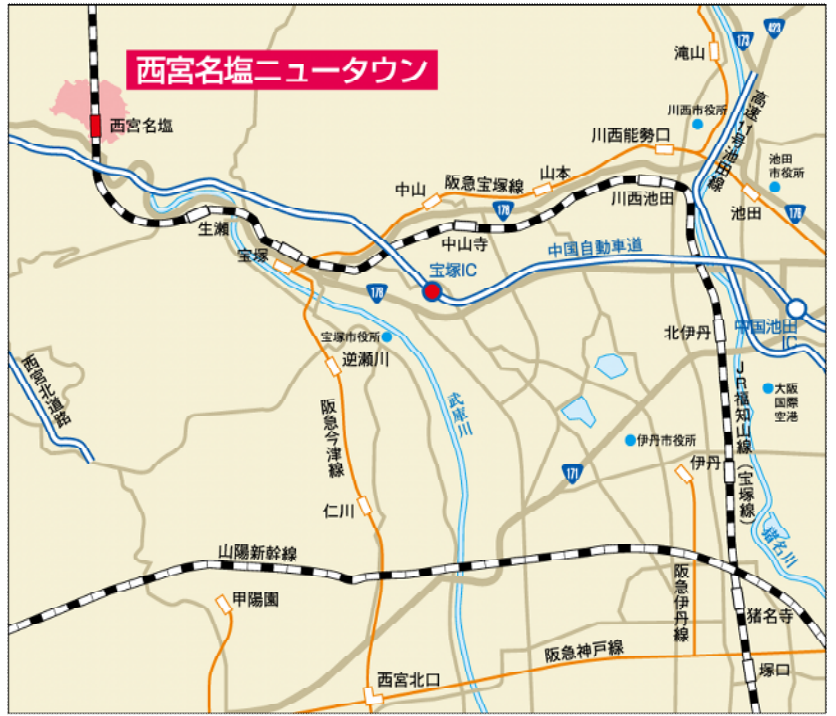 西宮名塩ニュータウン
173
423
滝山
高速11号池田線
川西市役所
西宮名塩
川西能勢口
池田
市役所
山本
阪急宝塚線
中山
川西池田
池田
176
176
生瀬
中山寺
宝塚
中国自動車道
宝塚IC
176
中国池田
IC
北伊丹
宝塚市役所
逆瀬川
西宮北道路
JR福知山線(宝塚線)
大阪
国際
空港
武庫川
阪急今津線
伊丹市役所
伊丹
171
仁川
猪名川
山陽新幹線
阪急伊丹線
甲陽園
猪名寺
阪急神戸線
塚口
西宮北口